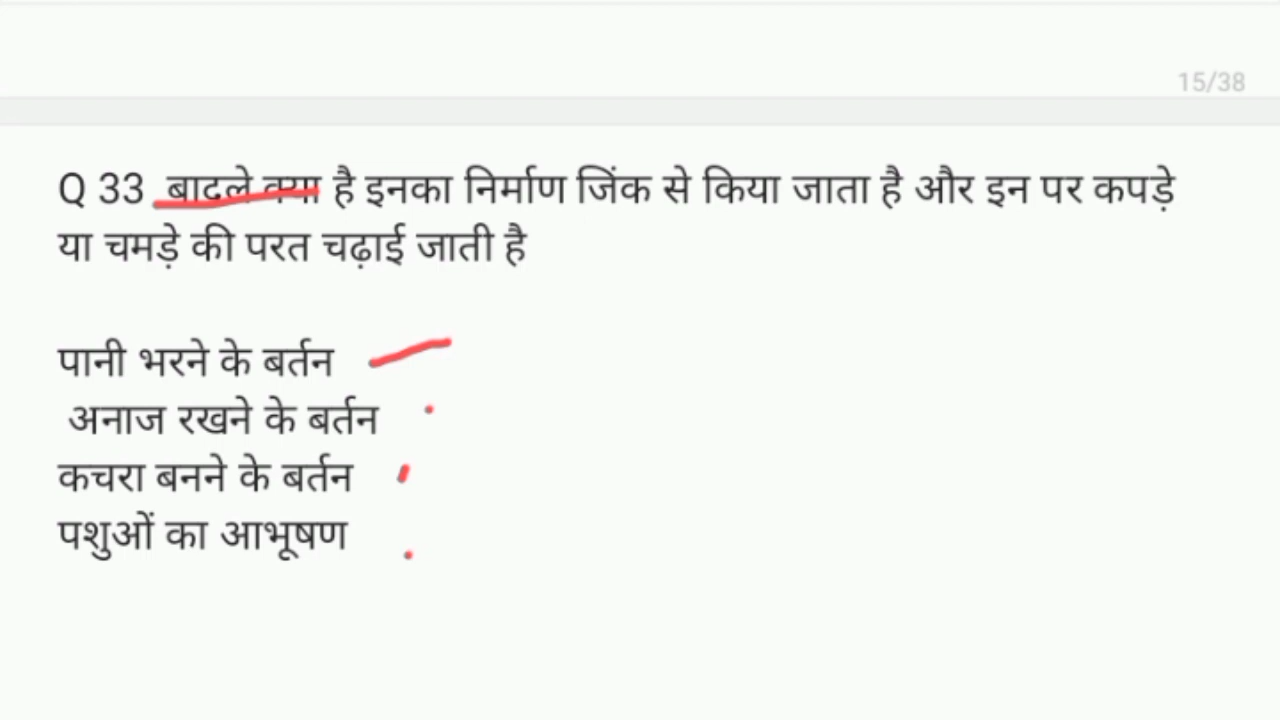 15/38
Q 33 बादले क्या है इनका निर्माण जिंक से किया जाता है और इन पर कपड़े
या चमड़े की परत चढ़ाई जाती है
पानी भरने के बर्तन
अनाज रखने के बर्तन
कचरा बनने के बर्तन
पशुओं का आभूषण